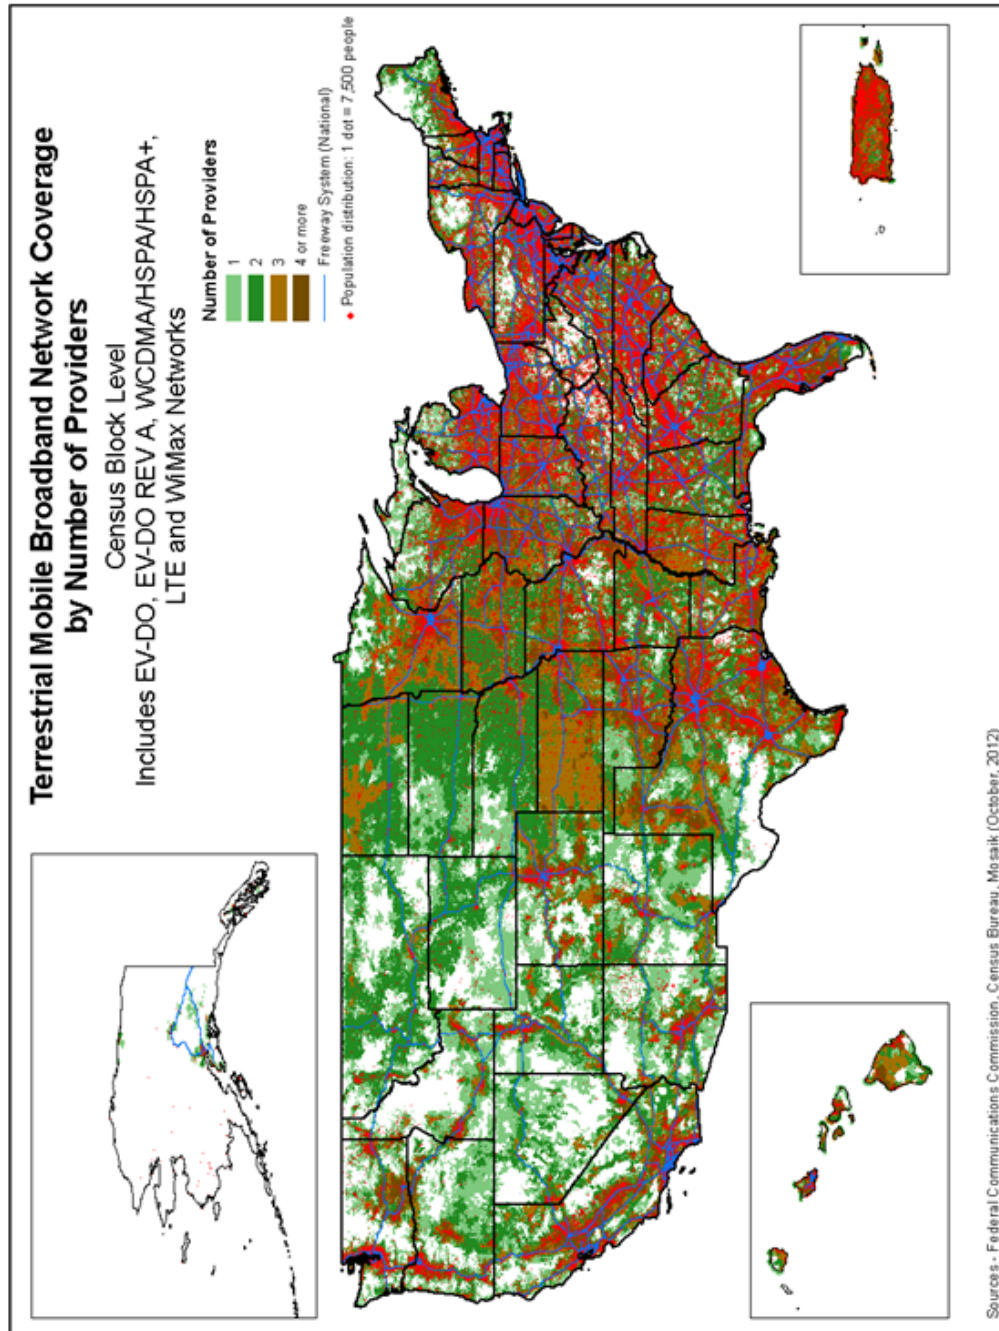 Terrestrial Mobile Broadband Network Coverage
by Number of Providers
Census Block Level
Includes EV-DO, EV-DO REV A, WCDMA/HSPA/HSPA+,
LTE and WiMax Networks
Number of Providers
1
2
3
4 or more
Freeway System (National)
Population distribution: 1 dot = 7,500 people
Sources - Federal Communications Commission, Census Bureau, Mosaik (October, 2012)